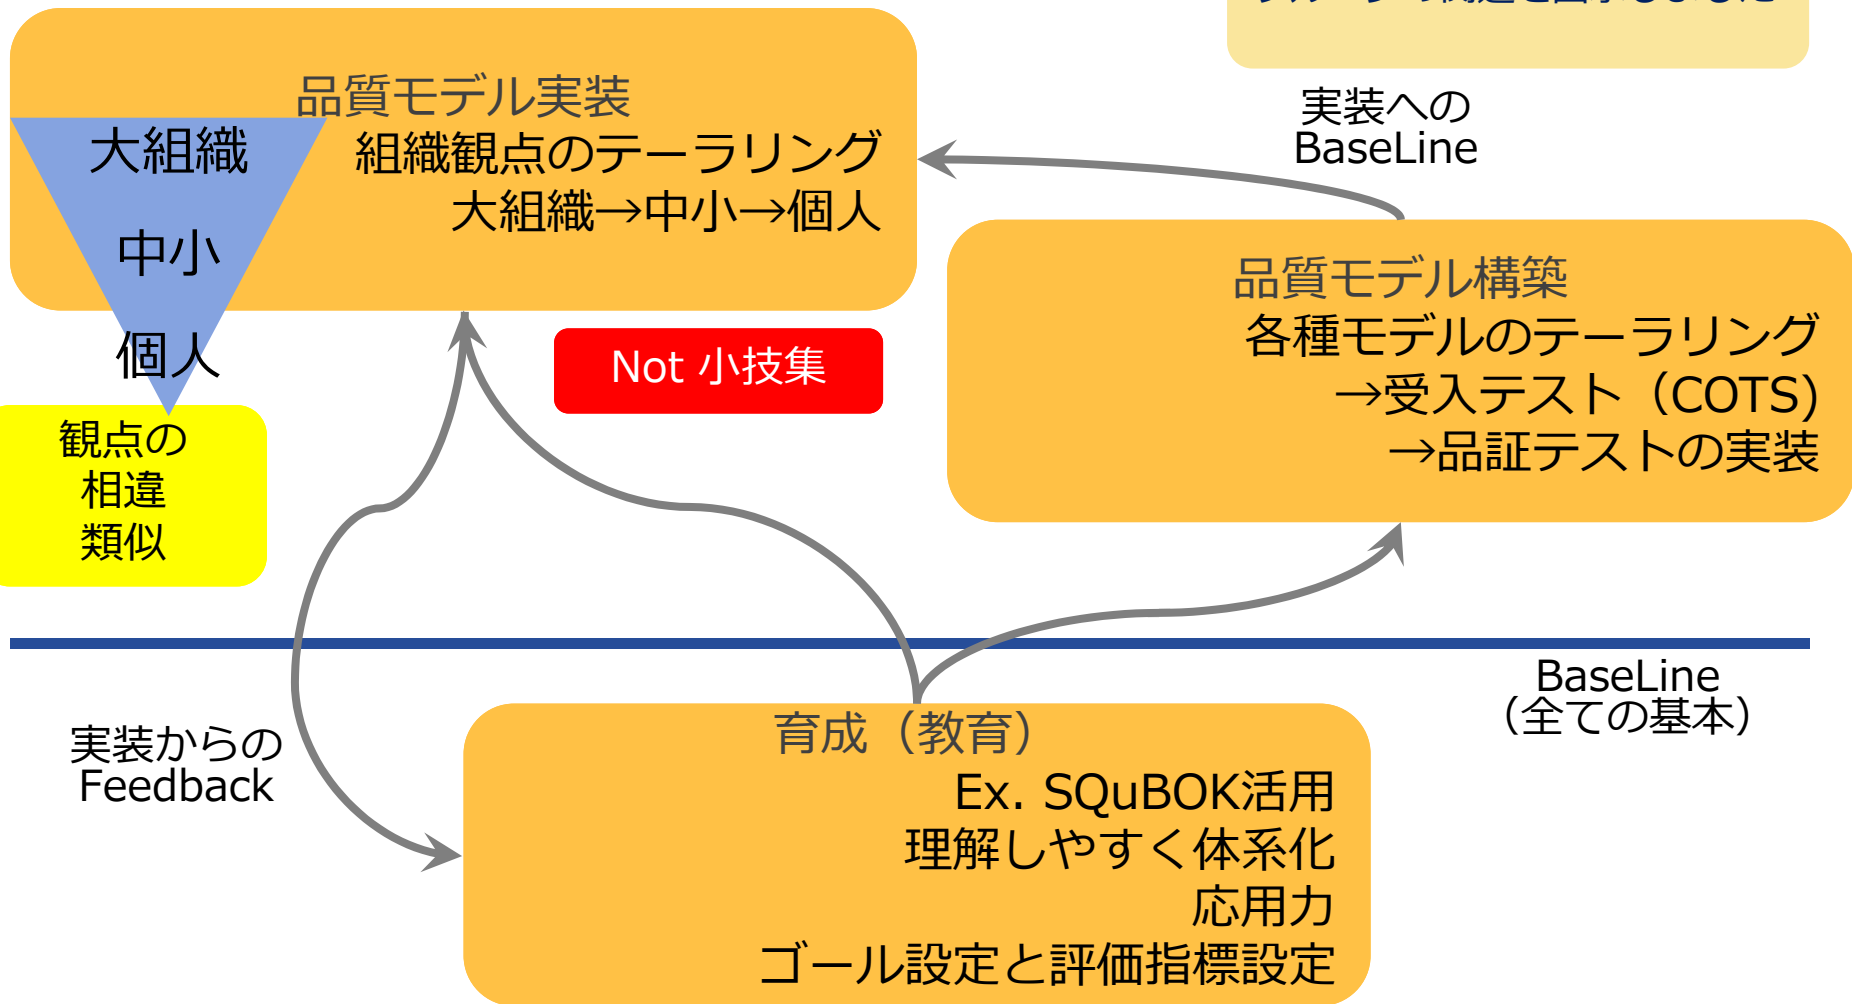 品質モデル実装
組織観点のテーラリング
大組織→中小→個人
大組織
中小
個人
観点の
相違
類似
Not 小技集
実装への
BaseLine
品質モデル構築
各種モデルのテーラリング
→受入テスト（COTS)
→品証テストの実装
BaseLine
（全ての基本）
実装からの
Feedback
育成（教育）
Ex. SQuBOK活用
理解しやすく体系化
応用力
ゴール設定と評価指標設定